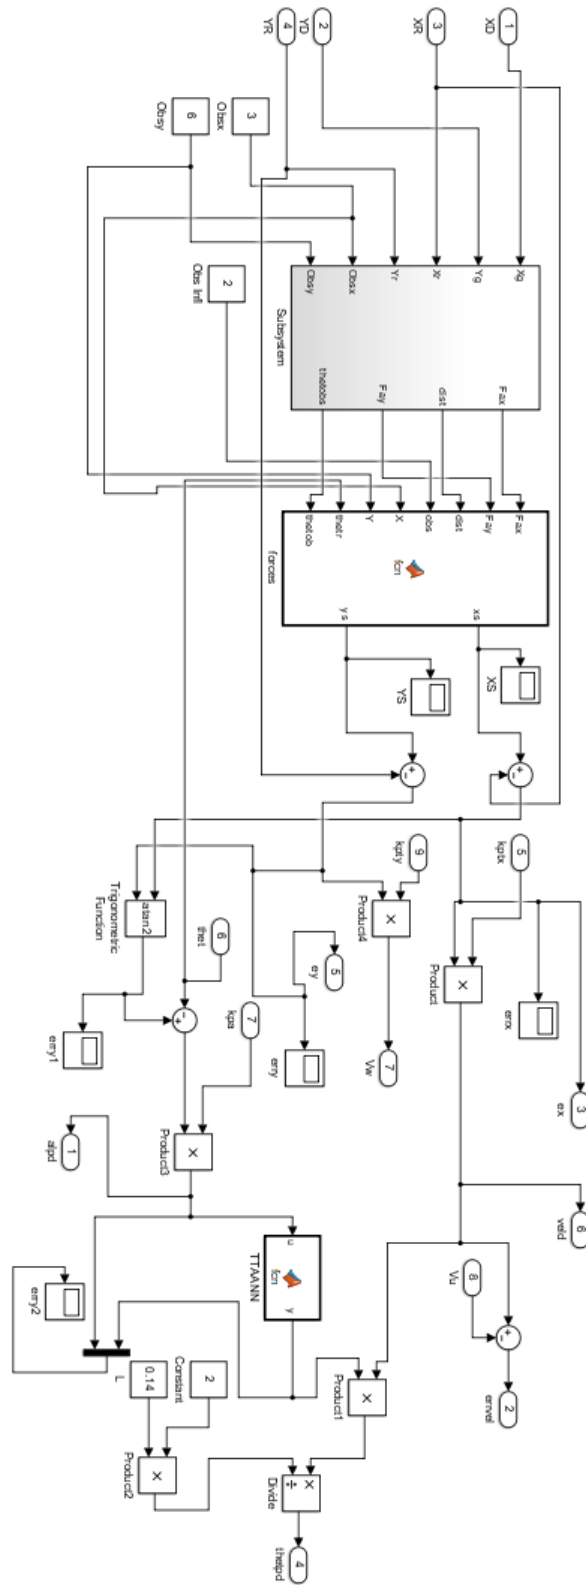 1
XD
3
XR
2
YD
4
YR
3
Obsx
6
Obsy
2
Obs Infl
Xg
Yg
Xr
Yr
Obsx
Obsy
Fax
dist
Fay
thetobs
Subsystem
Fax
Fay
dist
obs
X
Y
thetr
thetob
fcn
xs
ys
forces
XS
YS
+
-
+
-
5
kptx
9
kpty
×
Product
×
Product4
atan2
Trigonometric
Function
6
thet
7
kpa
5
ey
7
Vw
errx
3
ex
erry
erry1
-
+
×
Product3
1
alpd
6
veld
8
Vu
+
-
2
errvel
u
fcn
y
TTAANN
erry2
×
Product1
2
Constant
0.14
L
×
Product2
×
÷
Divide
4
thetpd